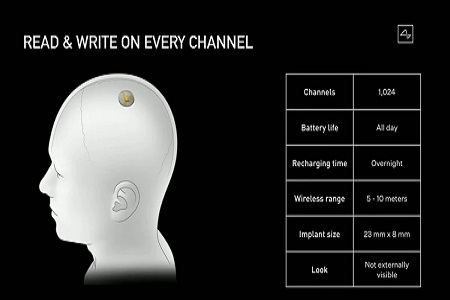 READ & WRITE ON EVERY CHANNEL
Channels 1,024
Battery life All day
Recharging time Overnight
Wireless range 5 - 10 meters
Implant size 23 mm x 8 mm
Look Not externally
visible